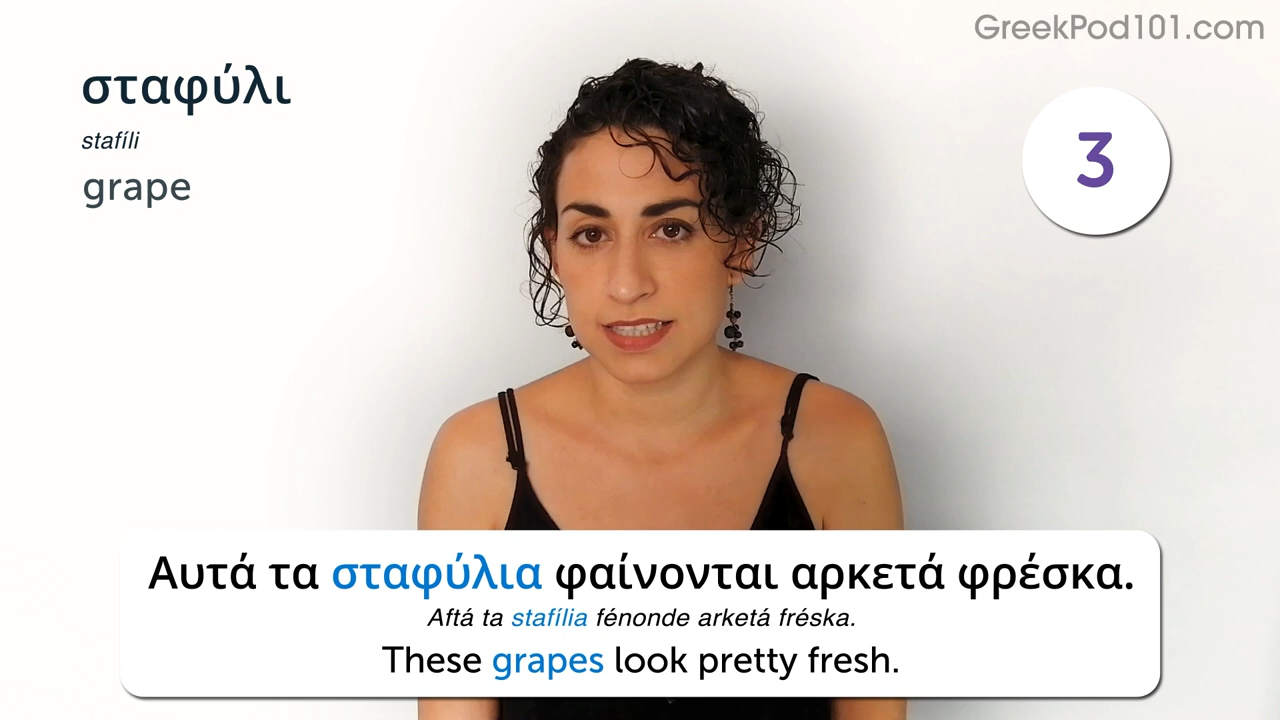 GreekPod101.com
σταφύλι
stafíli
grape
3
Αυτά τα σταφύλια φαίνονται αρκετά φρέσκα.
Aftá ta stafília fénonde arketá fréska.
These grapes look pretty fresh.